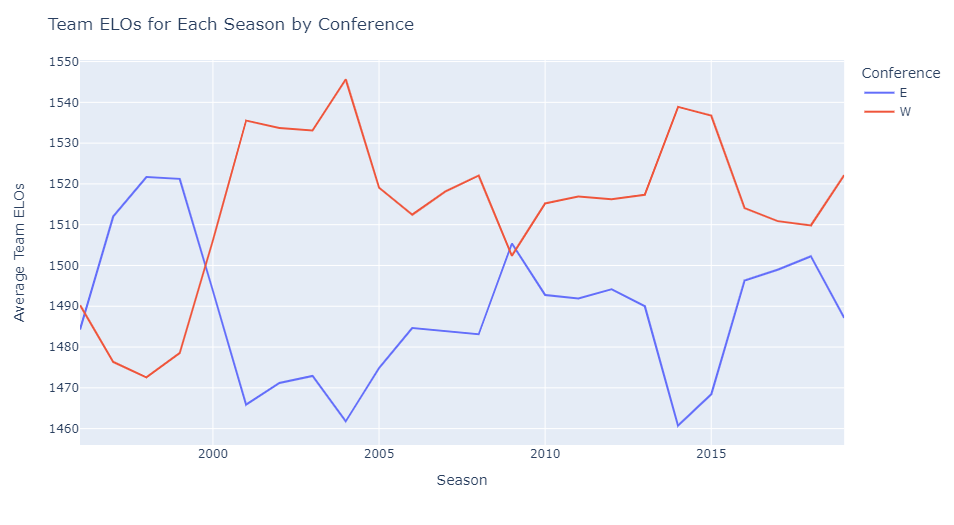 Team ELOs for Each Season by Conference
Conference
E
W
Average Team ELOs
1550
1540
1530
1520
1510
1500
1490
1480
1470
1460
2000
2005
2010
2015
Season